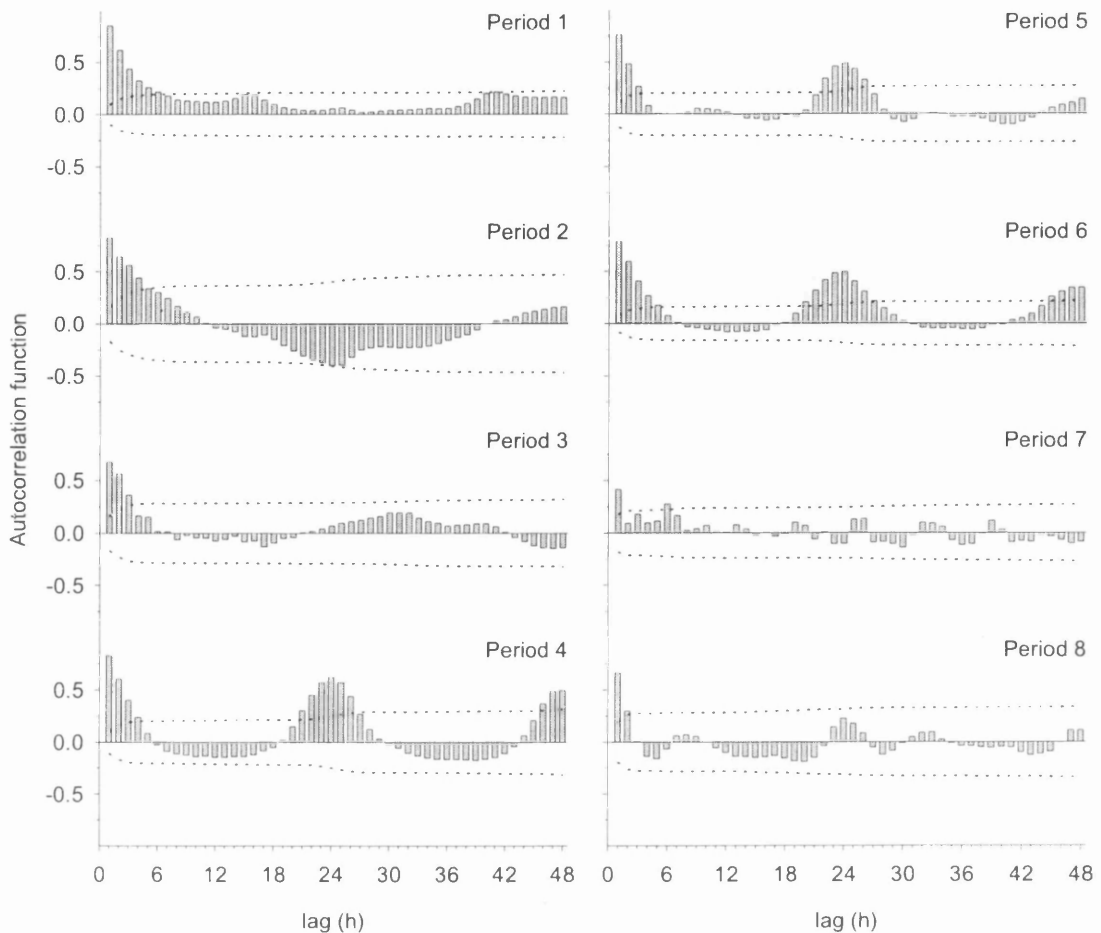 Autocorrelation function
Period 1
0.5
0.0
-0.5
Period 2
0.5
0.0
-0.5
Period 3
0.5
0.0
-0.5
Period 4
0.5
0.0
-0.5
0 6 12 18 24 30 36 42 48
lag (h)
Period 5
Period 6
Period 7
Period 8
0 6 12 18 24 30 36 42 48
lag (h)